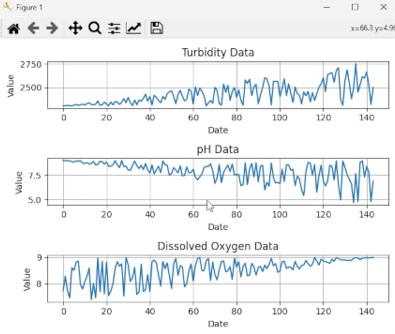 Figure 1
x=66.3 y=4.9
Turbidity Data
Value
2750
2500
0 20 40 60 80 100 120 140
Date
pH Data
Value
7.5
5.0
0 20 40 60 80 100 120 140
Date
Dissolved Oxygen Data
Value
9
8
0 20 40 60 80 100 120 140
Date